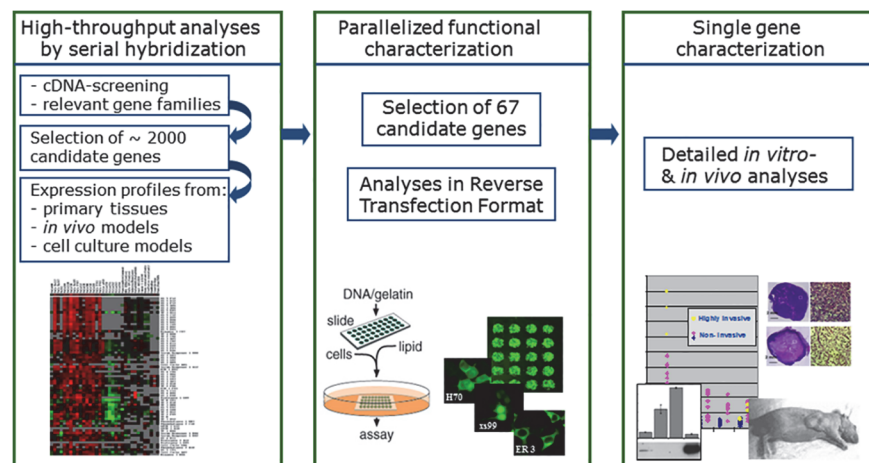 High-throughput analyses
by serial hybridization
- cDNA-screening
- relevant gene families
Selection of ~ 2000
candidate genes
Expression profiles from:
- primary tissues
- in vivo models
- cell culture models
Parallelized functional
characterization
Selection of 67
candidate genes
Analyses in Reverse
Transfection Format
DNA/gelatin
slide
cells
lipid
assay
H70
xs99
ER 3
Single gene
characterization
Detailed in vitro-
& in vivo analyses
Highly Invasive
Non- Invasive